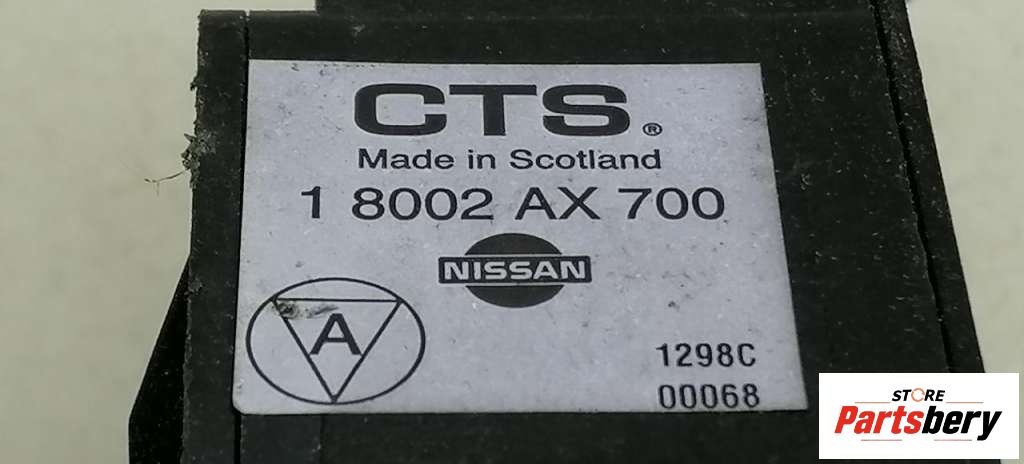 CTS®
Made in Scotland
1 8002 AX 700
NISSAN
A
1298C
00068
STORE
Partsbery